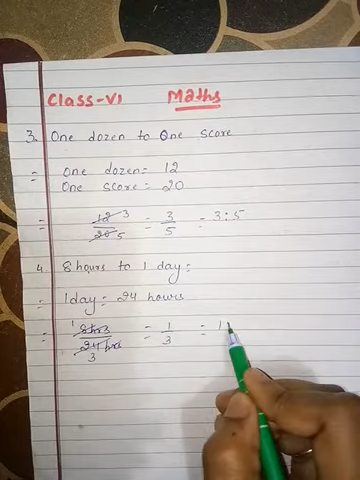 Class-VI Maths
3. One dozen to One score
= One dozen = 12
One score = 20
= 12/20 3 5 = 3/5 = 3:5
4. 8 hours to 1 day:
= 1 day = 24 hours
= 1 8hrs/24 hrs 3 = 1/3 = 1